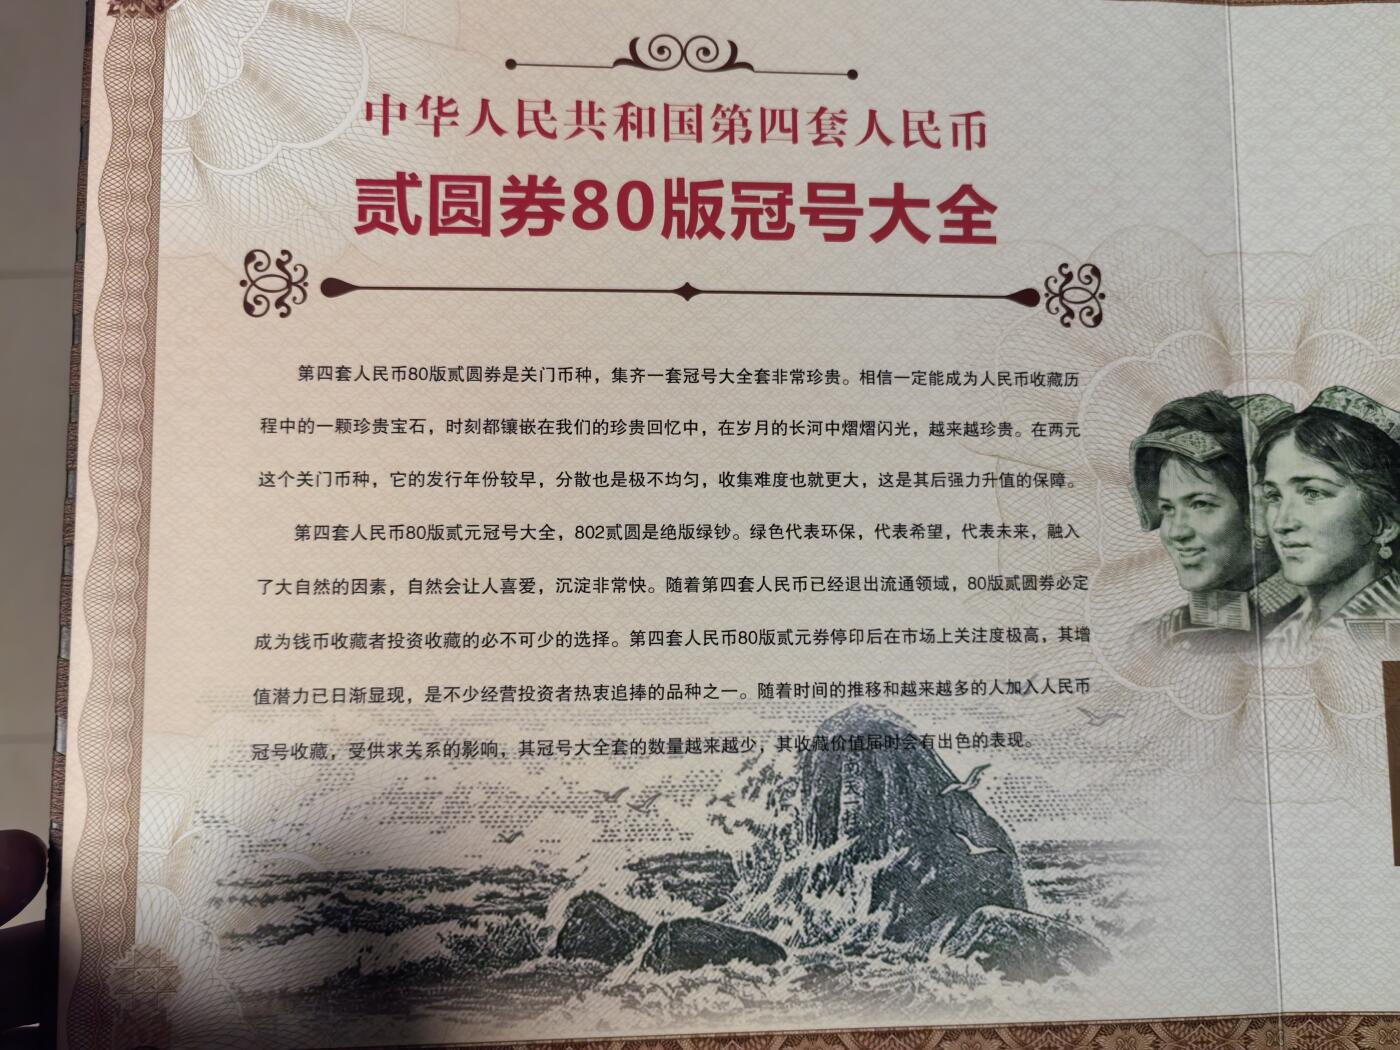 中华人民共和国第四套人民币
贰圆券80版冠号大全
第四套人民币80版贰圆券是关门币种，集齐一套冠号大全套非常珍贵。相信一定能成为人民币收藏历
程中的一颗珍贵宝石，时刻都镶嵌在我们的珍贵回忆中，在岁月的长河中熠熠闪光，越来越珍贵。在两元
这个关门币种，它的发行年份较早，分散也是极不均匀，收集难度也就更大，这是其后强力升值的保障。
第四套人民币80版贰元冠号大全，802贰圆是绝版绿钞。绿色代表环保，代表希望，代表未来，融入
了大自然的因素，自然会让人喜爱，沉淀非常快。随着第四套人民币已经退出流通领域，80版贰圆券必定
成为钱币收藏者投资收藏的必不可少的选择。第四套人民币80版贰元券停印后在市场上关注度极高，其增
值潜力已日渐显现，是不少经营投资者热衷追捧的品种之一。随着时间的推移和越来越多的人加入人民币
冠号收藏，受供求关系的影响，其冠号大全套的数量越来越少，其收藏价值届时会有出色的表现。
南天一柱